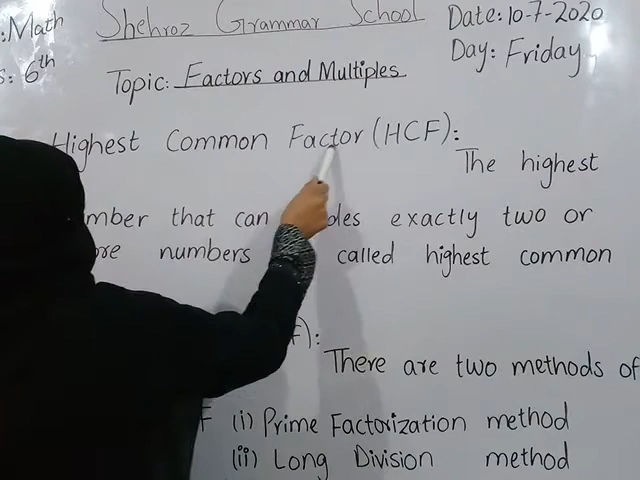 :Math Shehroz Grammar School Date: 10-7-2020
: 6th Day: Friday
Topic: Factors and Multiples
Highest Common Factor (HCF):
The highest
that can exactly two or
numbers called highest common
There are two methods of
(i) Prime Factorization method
(ii) Long Division method